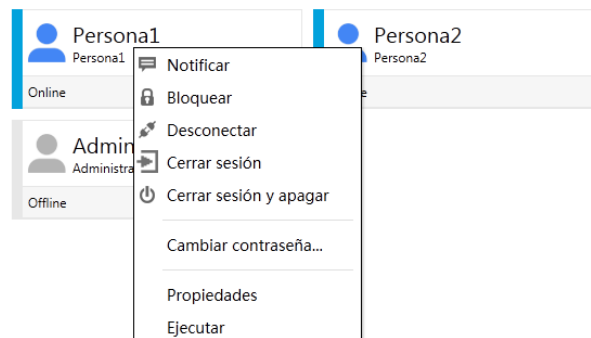 Persona1
Persona1
Online
Persona2
Persona2
Admin
Administra
Offline
Notificar
Bloquear
Desconectar
Cerrar sesión
Cerrar sesión y apagar
Cambiar contraseña...
Propiedades
Ejecutar